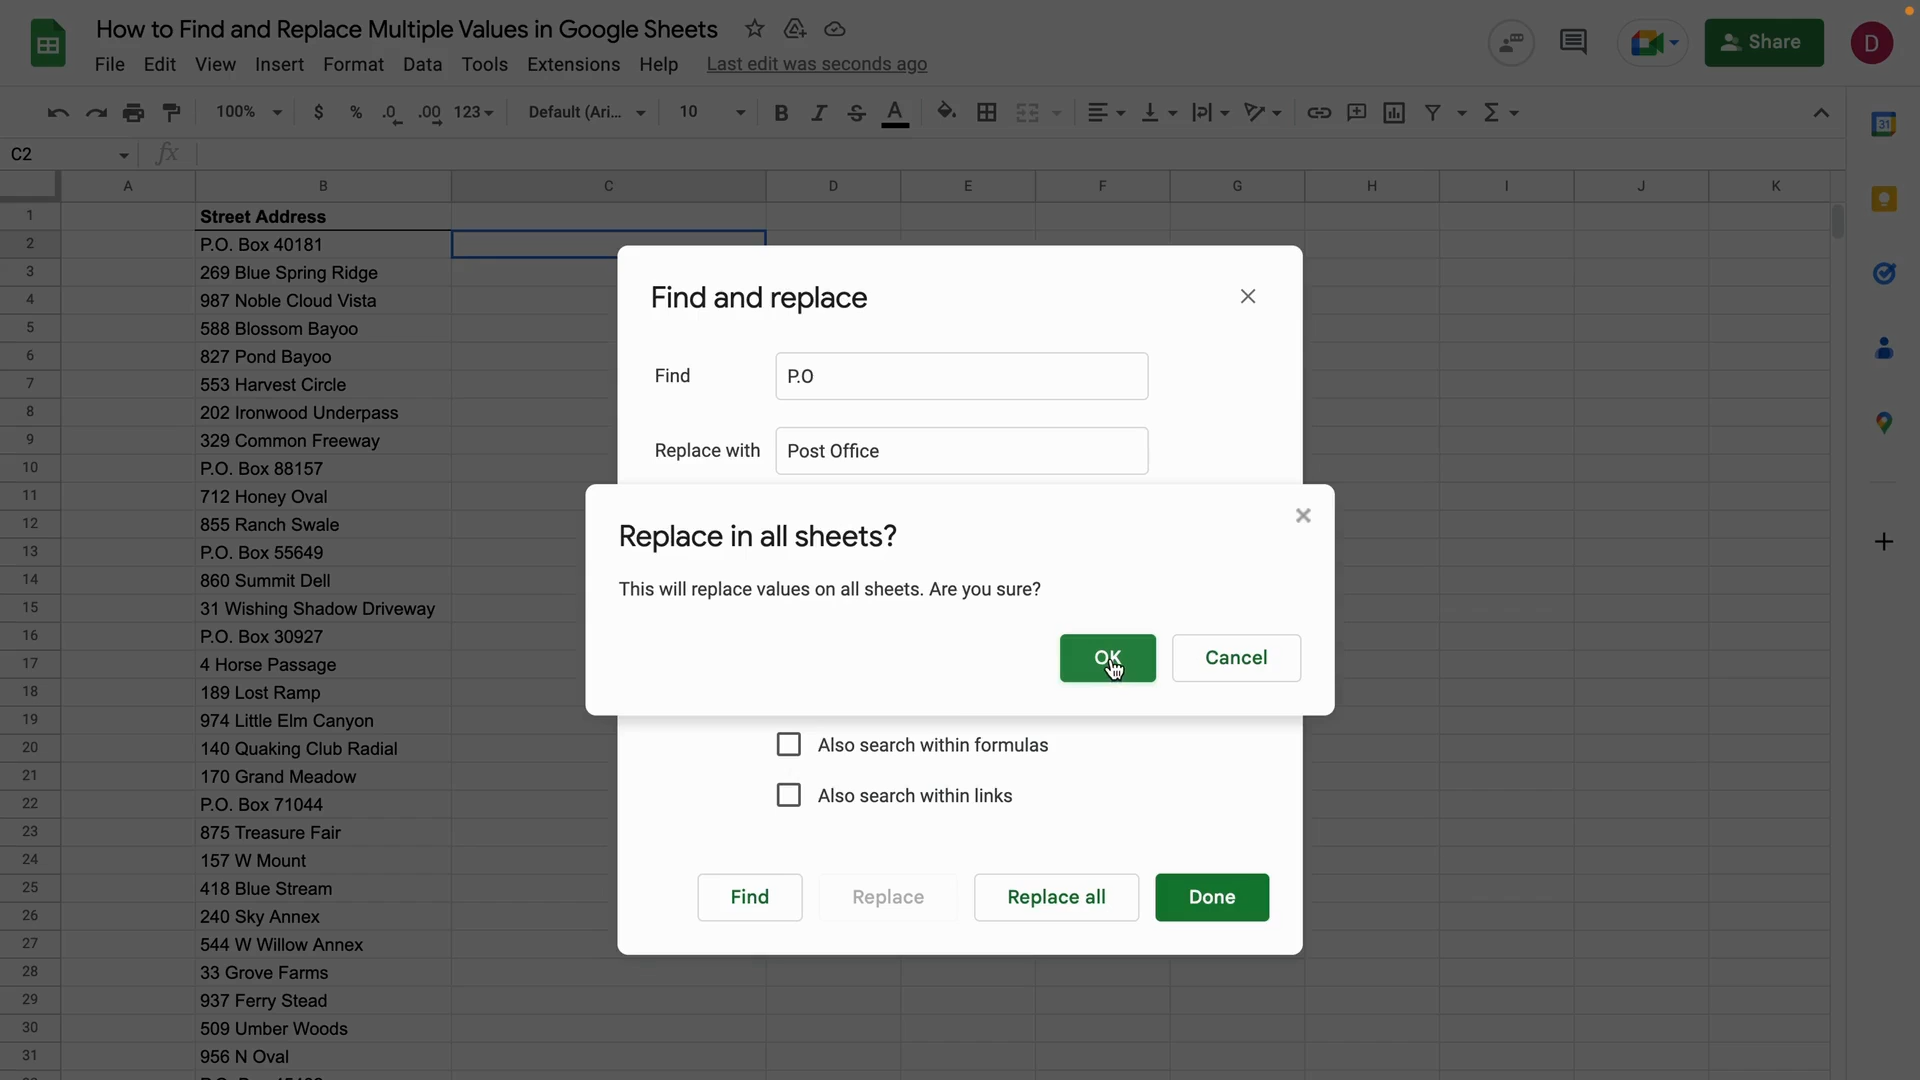 How to Find and Replace Multiple Values in Google Sheets
File Edit View Insert Format Data Tools Extensions Help Last edit was seconds ago
Share
D
100% $ % .0 .00 123 Default (Ari... 10 B I S A Σ
31
C2 fx
A B C D E F G H I J K
1 Street Address
2 P.O. Box 40181
3 269 Blue Spring Ridge
4 987 Noble Cloud Vista
5 588 Blossom Bayoo
6 827 Pond Bayoo
7 553 Harvest Circle
8 202 Ironwood Underpass
9 329 Common Freeway
10 P.O. Box 88157
11 712 Honey Oval
12 855 Ranch Swale
13 P.O. Box 55649
14 860 Summit Dell
15 31 Wishing Shadow Driveway
16 P.O. Box 30927
17 4 Horse Passage
18 189 Lost Ramp
19 974 Little Elm Canyon
20 140 Quaking Club Radial
21 170 Grand Meadow
22 P.O. Box 71044
23 875 Treasure Fair
24 157 W Mount
25 418 Blue Stream
26 240 Sky Annex
27 544 W Willow Annex
28 33 Grove Farms
29 937 Ferry Stead
30 509 Umber Woods
31 956 N Oval
Find and replace
Find P.O
Replace with Post Office
Replace in all sheets?
This will replace values on all sheets. Are you sure?
OK Cancel
Also search within formulas
Also search within links
Find Replace Replace all Done